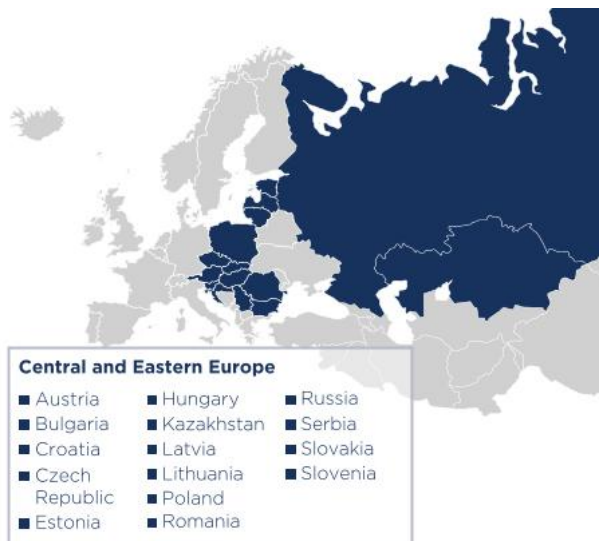 Central and Eastern Europe
Austria
Bulgaria
Croatia
Czech
Republic
Estonia
Hungary
Kazakhstan
Latvia
Lithuania
Poland
Romania
Russia
Serbia
Slovakia
Slovenia